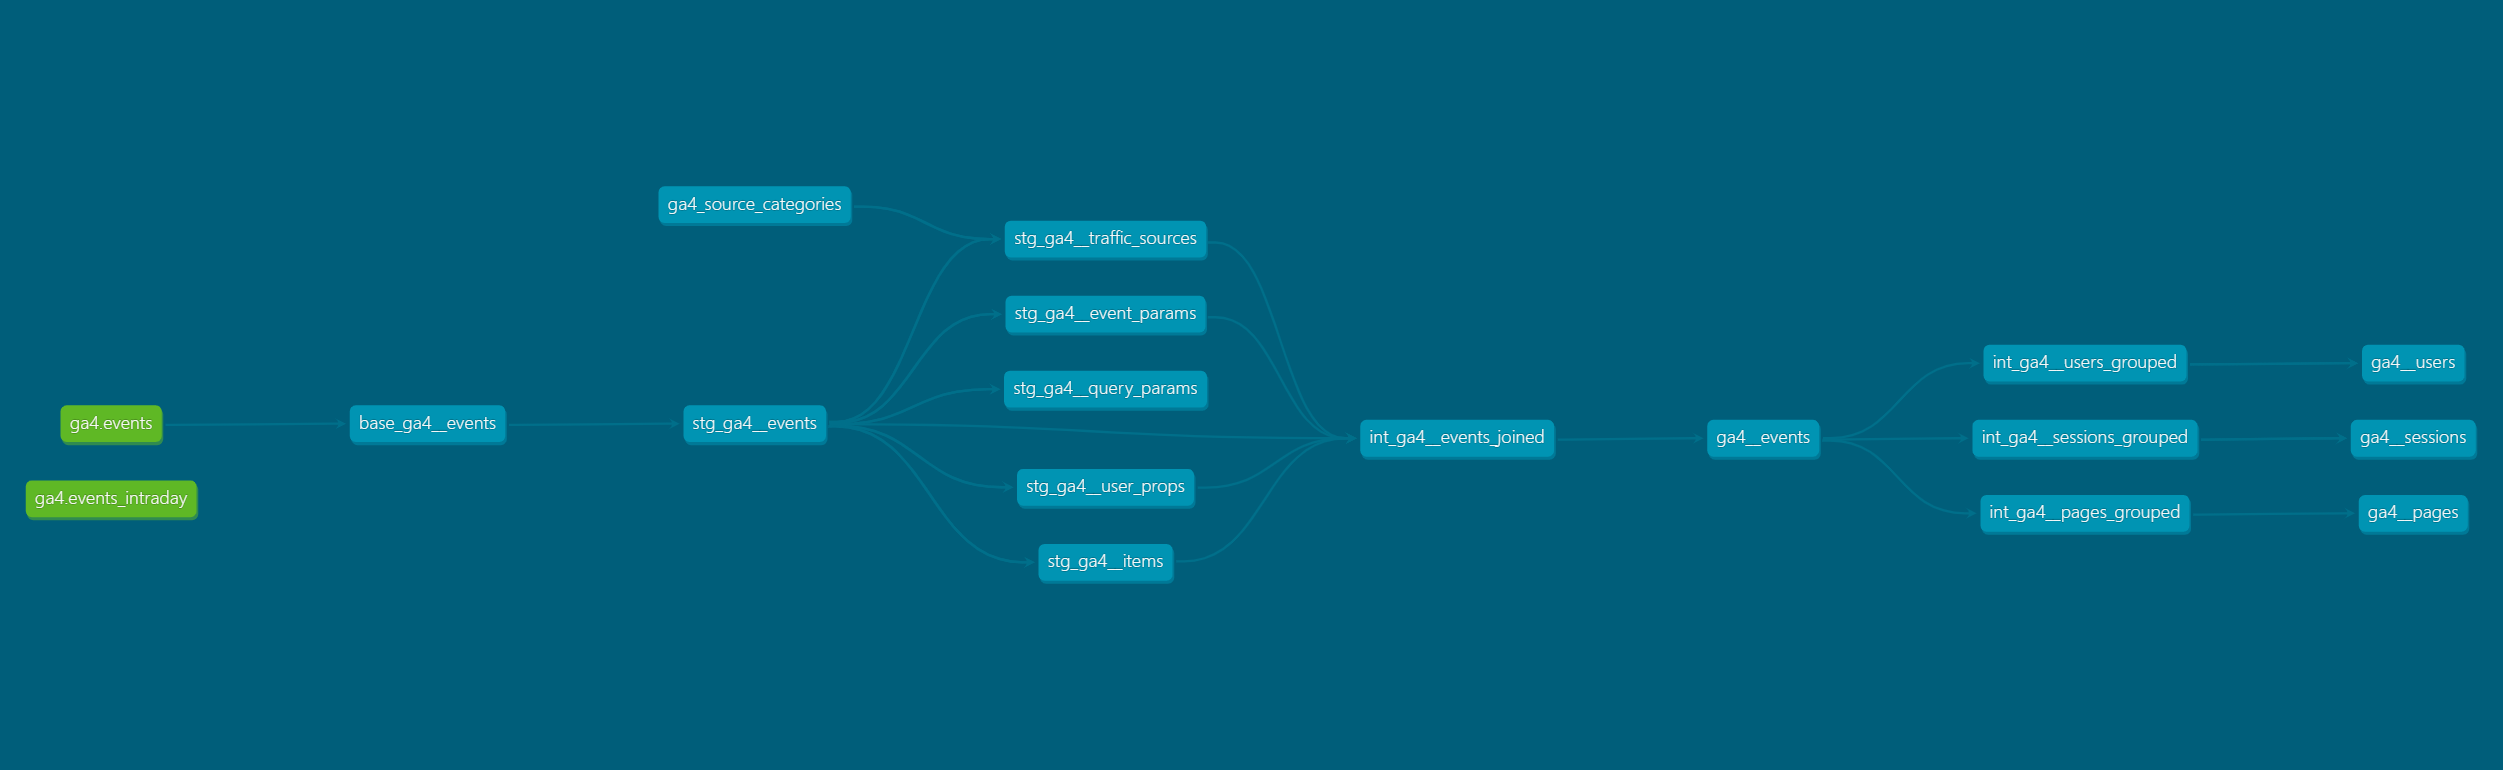 ga4_source_categories
stg_ga4__traffic_sources
stg_ga4__event_params
int_ga4__users_grouped
ga4__users
stg_ga4__query_params
ga4.events
base_ga4__events
stg_ga4__events
int_ga4__events_joined
ga4__events
int_ga4__sessions_grouped
ga4__sessions
ga4.events_intraday
stg_ga4__user_props
int_ga4__pages_grouped
ga4__pages
stg_ga4__items